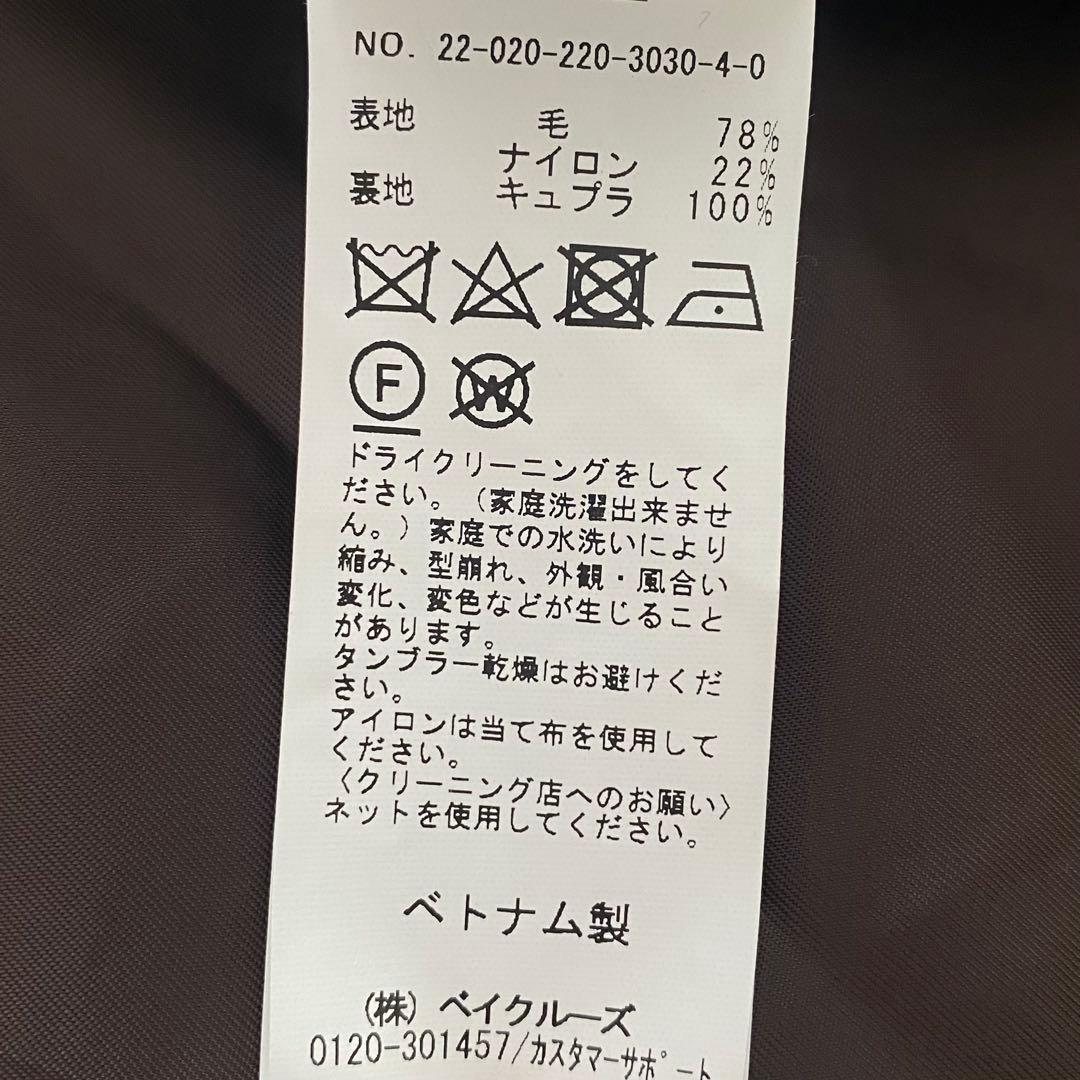 NO. 22-020-220-3030-4-0
表地 毛 78%
ナイロン 22%
裏地 キュプラ 100%
F W
ドライクリーニングをしてく
ださい。（家庭洗濯出来ませ
ん。）家庭での水洗いにより
縮み、型崩れ、外観・風合い
変化、変色などが生じること
があります。
タンブラー乾燥はお避けくだ
さい。
アイロンは当て布を使用して
ください。
〈クリーニング店へのお願い〉
ネットを使用してください。
ベトナム製
(株) ベイクルーズ
0120-301457/カスタマーサポート